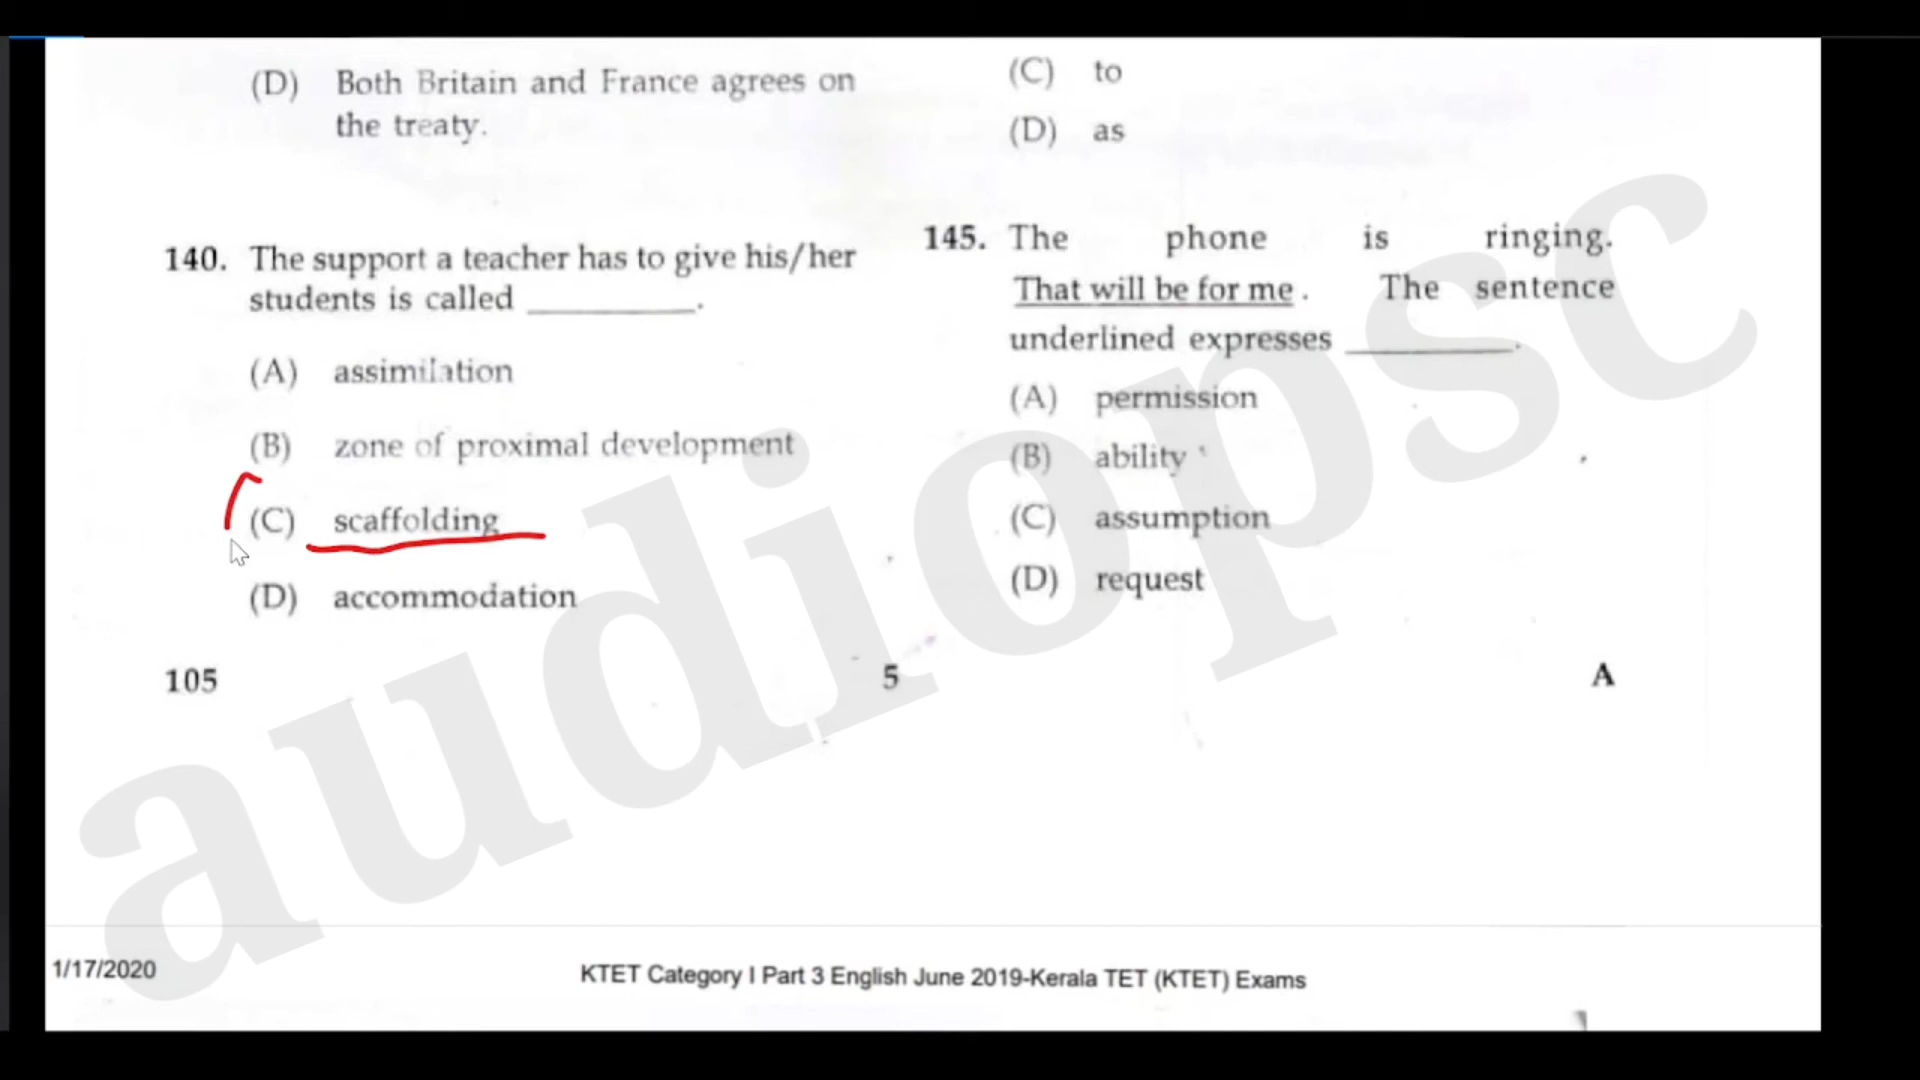 (D) Both Britain and France agrees on
the treaty.
140. The support a teacher has to give his/her
students is called __________.
(A) assimilation
(B) zone of proximal development
(C) scaffolding
(D) accommodation
(C) to
(D) as
145. The phone is ringing.
That will be for me. The sentence
underlined expresses __________.
(A) permission
(B) ability
(C) assumption
(D) request
105 5 A
audiopsc
1/17/2020 KTET Category I Part 3 English June 2019-Kerala TET (KTET) Exams